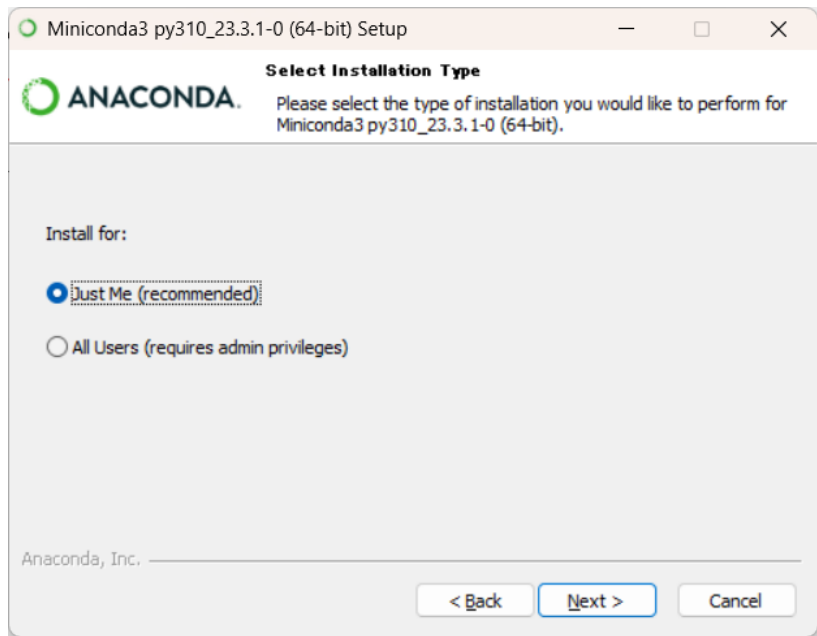 Miniconda3 py310_23.3.1-0 (64-bit) Setup
ANACONDA.
Select Installation Type
Please select the type of installation you would like to perform for
Miniconda3 py310_23.3.1-0 (64-bit).
Install for:
Just Me (recommended)
All Users (requires admin privileges)
Anaconda, Inc.
< Back
Next >
Cancel